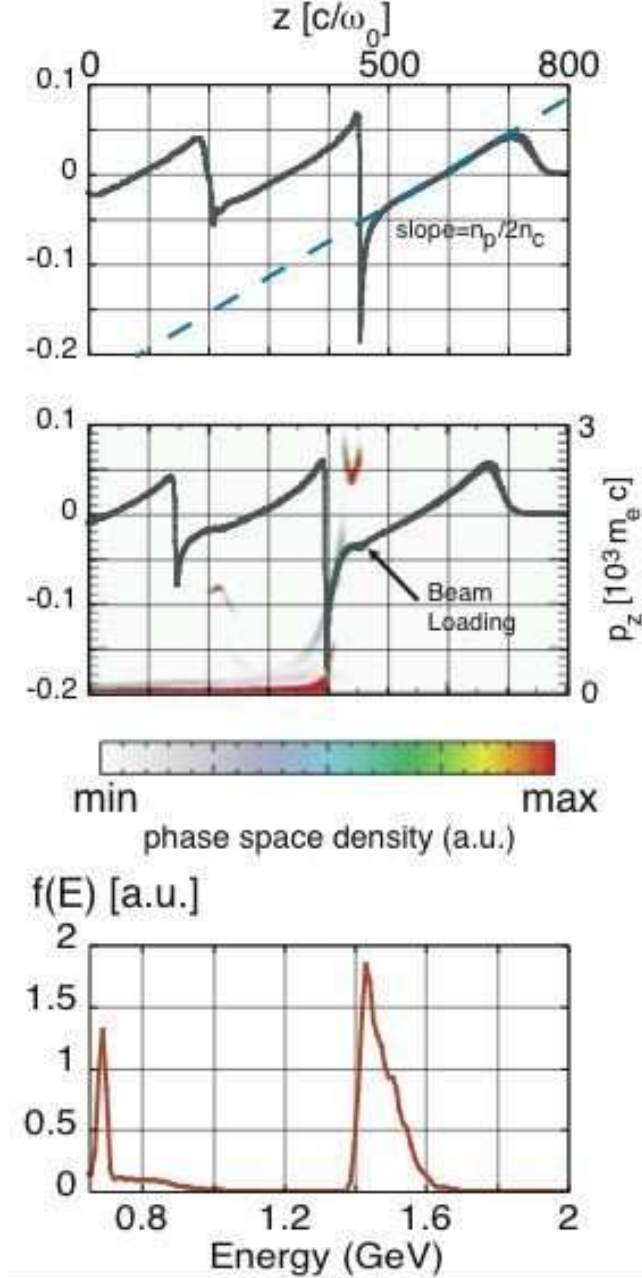 z [c/ω₀]
0 500 800
0.1
0
-0.1
-0.2
slope=nₚ/2n꜀
0.1
0
-0.1
-0.2
3
0
p_z [10³ mₑ c]
Beam
Loading
min max
phase space density (a.u.)
f(E) [a.u.]
2
1.5
1
0.5
0
0.8 1.2 1.6 2
Energy (GeV)